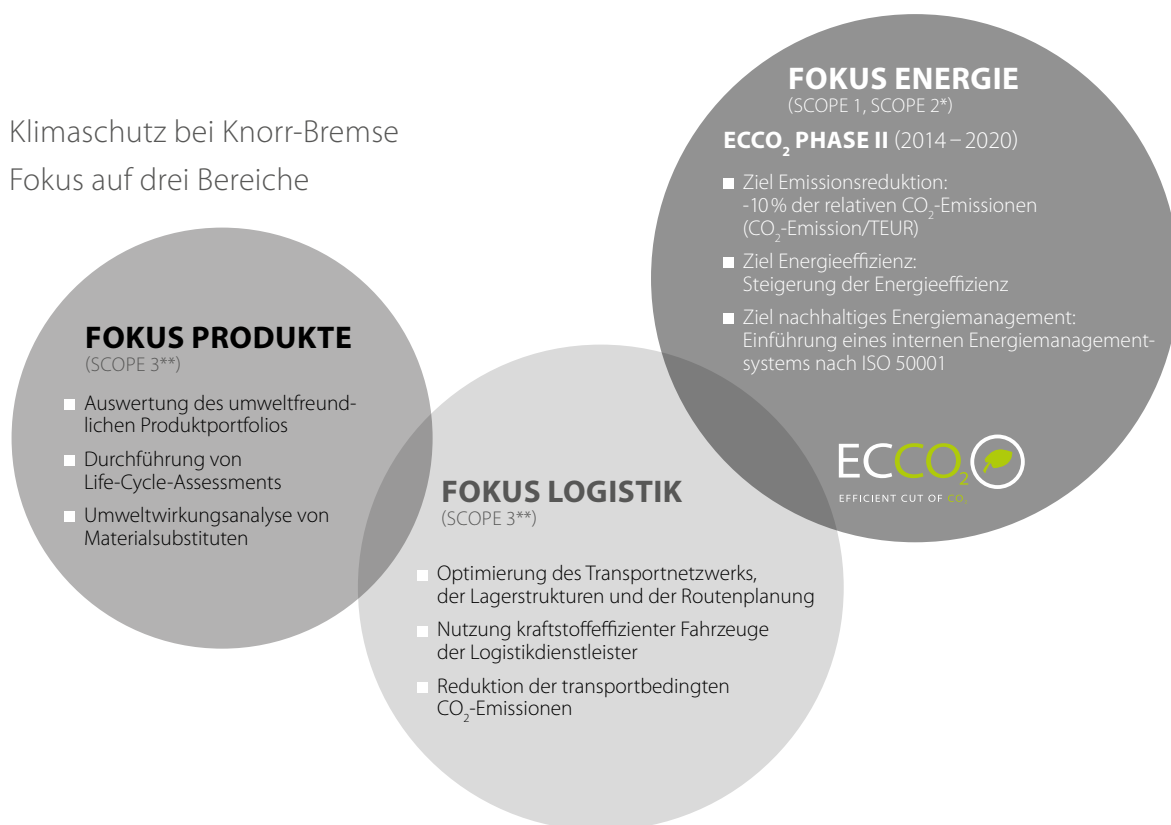 Klimaschutz bei Knorr-Bremse
Fokus auf drei Bereiche
FOKUS ENERGIE
(SCOPE 1, SCOPE 2*)
ECCO₂ PHASE II (2014 – 2020)
Ziel Emissionsreduktion:
-10 % der relativen CO₂-Emissionen
(CO₂-Emission/TEUR)
Ziel Energieeffizienz:
Steigerung der Energieeffizienz
Ziel nachhaltiges Energiemanagement:
Einführung eines internen Energiemanagement-
systems nach ISO 50001
ECCO₂
EFFICIENT CUT OF CO₂
FOKUS PRODUKTE
(SCOPE 3**)
Auswertung des umweltfreund-
lichen Produktportfolios
Durchführung von
Life-Cycle-Assessments
Umweltwirkungsanalyse von
Materialsubstituten
FOKUS LOGISTIK
(SCOPE 3**)
Optimierung des Transportnetzwerks,
der Lagerstrukturen und der Routenplanung
Nutzung kraftstoffeffizienter Fahrzeuge
der Logistikdienstleister
Reduktion der transportbedingten
CO₂-Emissionen